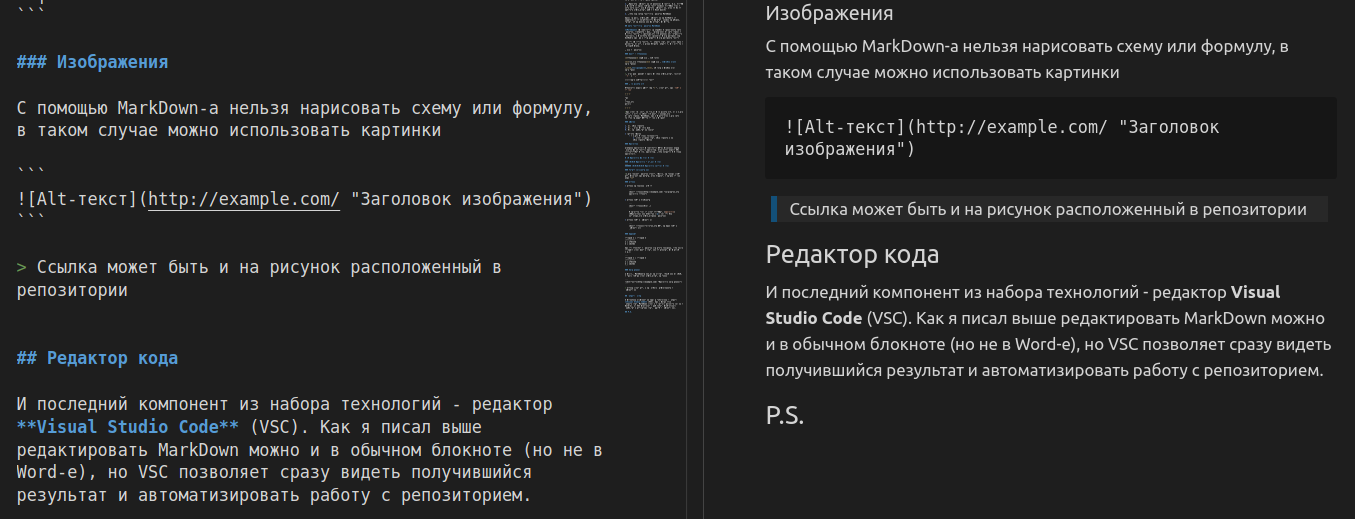 ```
### Изображения
С помощью MarkDown-а нельзя нарисовать схему или формулу,
в таком случае можно использовать картинки
```
![Alt-текст](http://example.com/ "Заголовок изображения")
```
> Ссылка может быть и на рисунок расположенный в
репозитории
## Редактор кода
И последний компонент из набора технологий - редактор
**Visual Studio Code** (VSC). Как я писал выше
редактировать MarkDown можно и в обычном блокноте (но не в
Word-е), но VSC позволяет сразу видеть получившийся
результат и автоматизировать работу с репозиторием.
Изображения
С помощью MarkDown-а нельзя нарисовать схему или формулу, в
таком случае можно использовать картинки
![Alt-текст](http://example.com/ "Заголовок
изображения")
Ссылка может быть и на рисунок расположенный в репозитории
Редактор кода
И последний компонент из набора технологий - редактор Visual
Studio Code (VSC). Как я писал выше редактировать MarkDown можно
и в обычном блокноте (но не в Word-е), но VSC позволяет сразу видеть
получившийся результат и автоматизировать работу с репозиторием.
P.S.